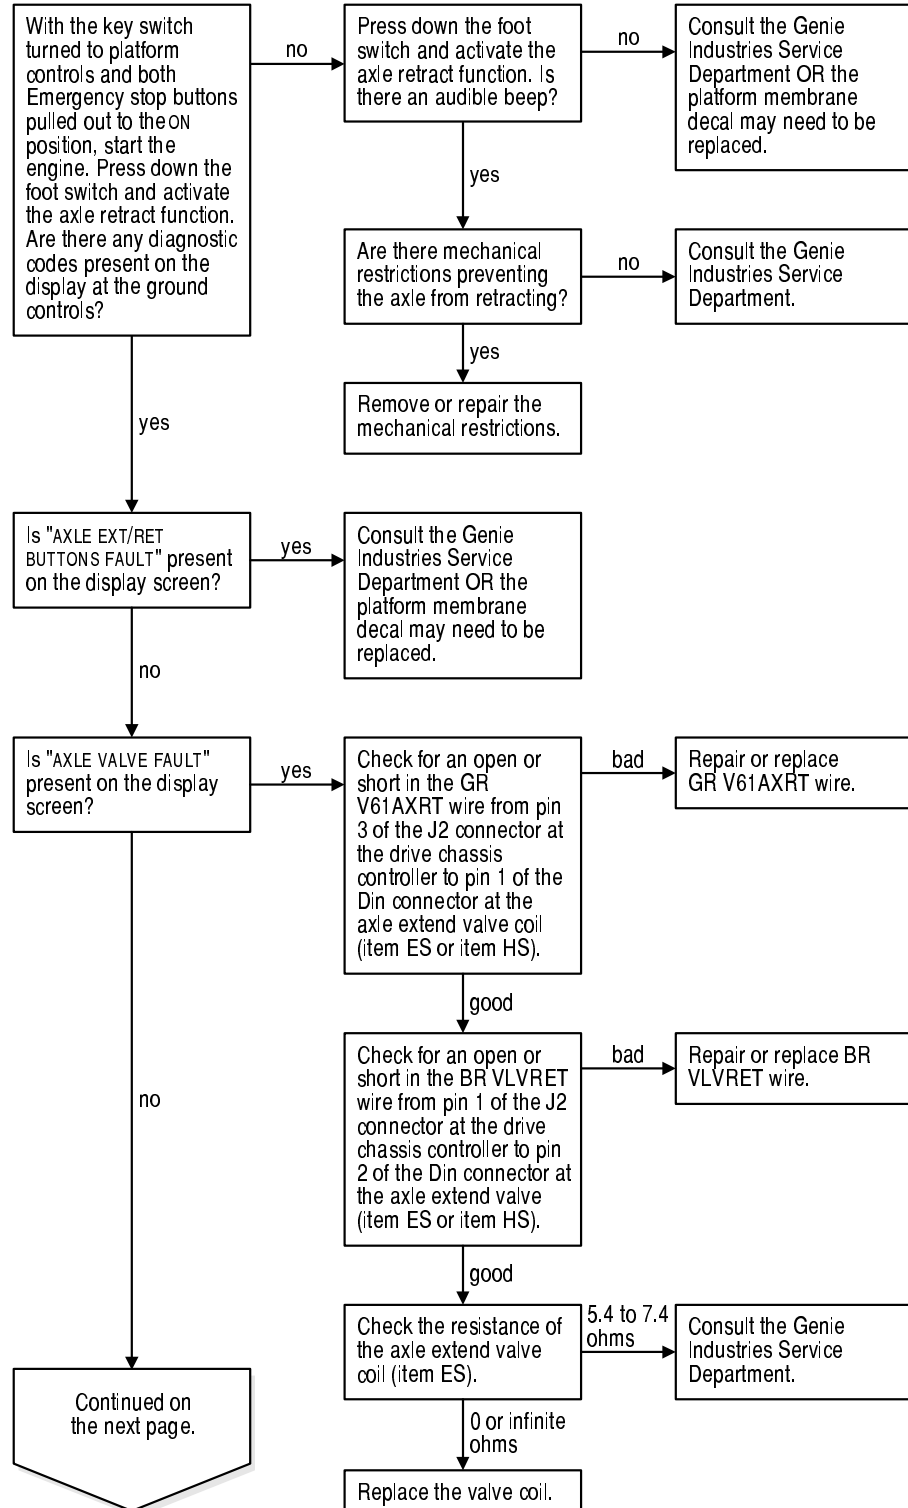 With the key switch
turned to platform
controls and both
Emergency stop buttons
pulled out to the ON
position, start the
engine. Press down the
foot switch and activate
the axle retract function.
Are there any diagnostic
codes present on the
display at the ground
controls?
no
Press down the foot
switch and activate the
axle retract function. Is
there an audible beep?
no
Consult the Genie
Industries Service
Department OR the
platform membrane
decal may need to be
replaced.
yes
Are there mechanical
restrictions preventing
the axle from retracting?
no
Consult the Genie
Industries Service
Department.
yes
Remove or repair the
mechanical restrictions.
yes
Is "AXLE EXT/RET
BUTTONS FAULT" present
on the display screen?
yes
Consult the Genie
Industries Service
Department OR the
platform membrane
decal may need to be
replaced.
no
Is "AXLE VALVE FAULT"
present on the display
screen?
yes
Check for an open or
short in the GR
V61AXRT wire from pin
3 of the J2 connector at
the drive chassis
controller to pin 1 of the
Din connector at the
axle extend valve coil
(item ES or item HS).
bad
Repair or replace
GR V61AXRT wire.
good
Check for an open or
short in the BR VLVRET
wire from pin 1 of the J2
connector at the drive
chassis controller to pin
2 of the Din connector at
the axle extend valve
(item ES or item HS).
bad
Repair or replace BR
VLVRET wire.
good
Check the resistance of
the axle extend valve
coil (item ES).
5.4 to 7.4
ohms
Consult the Genie
Industries Service
Department.
0 or infinite
ohms
Replace the valve coil.
no
Continued on
the next page.